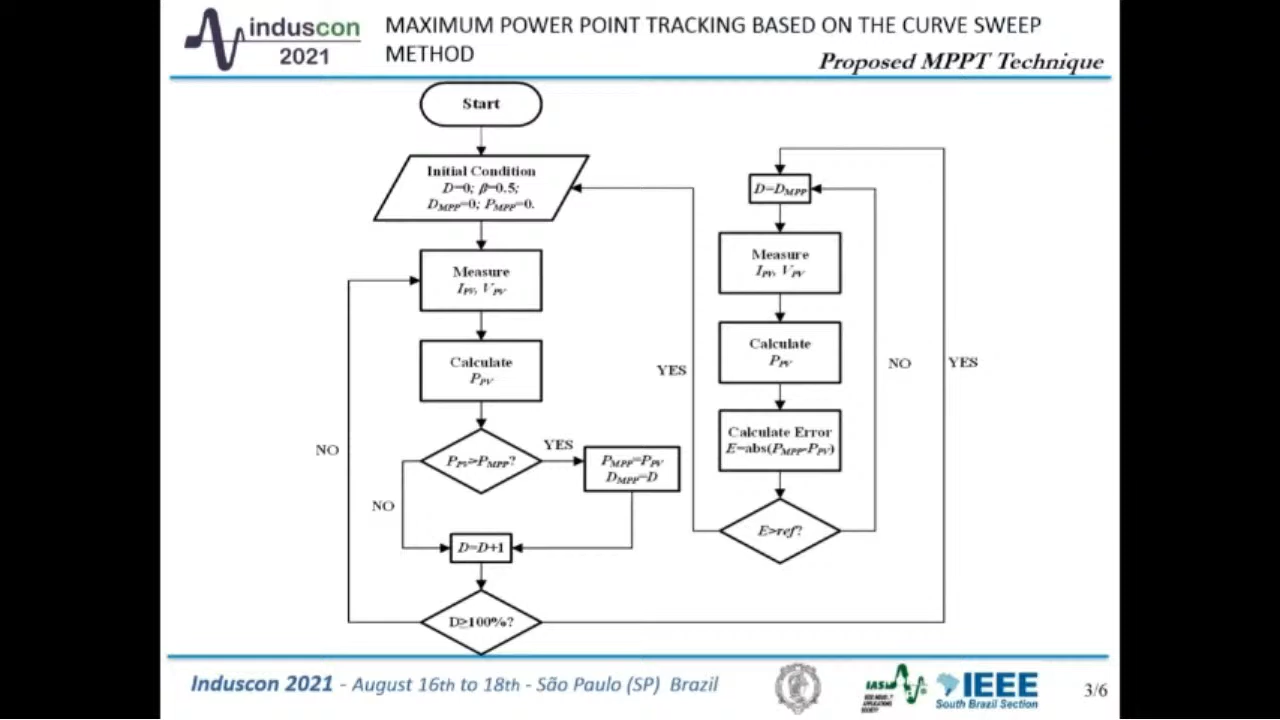 induscon
2021
MAXIMUM POWER POINT TRACKING BASED ON THE CURVE SWEEP
METHOD
Proposed MPPT Technique
Start
Initial Condition
D=0; β=0.5;
DMPP=0; PMPP=0.
Measure
IPV, VPV
Calculate
PPV
PPV>PMPP?
YES
NO
PMPP=PPV
DMPP=D
D=D+1
D≥100%?
NO
YES
D=DMPP
Measure
IPV, VPV
Calculate
PPV
Calculate Error
E=abs(PMPP-PPV)
E>ref?
YES
NO
Induscon 2021 - August 16th to 18th - São Paulo (SP) Brazil
IAS
IEEE
South Brazil Section
3/6